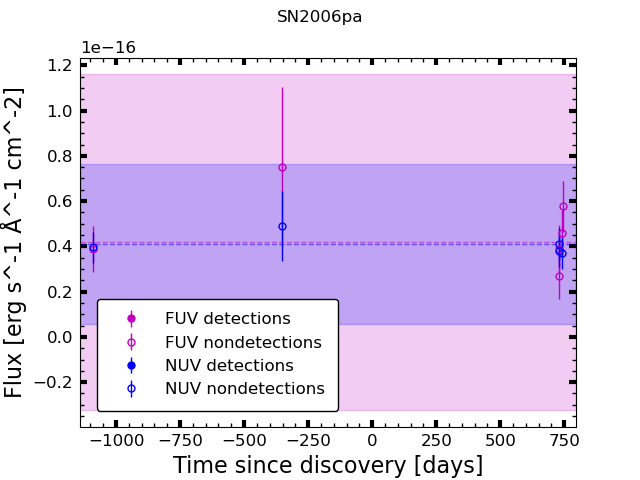 SN2006pa
1e−16
1.2
1.0
0.8
0.6
0.4
0.2
0.0
−0.2
Flux [erg s^-1 Å^-1 cm^-2]
FUV detections
FUV nondetections
NUV detections
NUV nondetections
−1000 −750 −500 −250 0 250 500 750
Time since discovery [days]